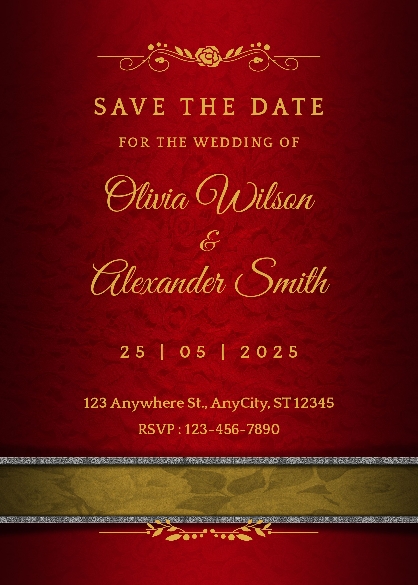 SAVE THE DATE
FOR THE WEDDING OF
Olivia Wilson
&
Alexander Smith
25 | 05 | 2025
123 Anywhere St., AnyCity, ST 12345
RSVP : 123-456-7890